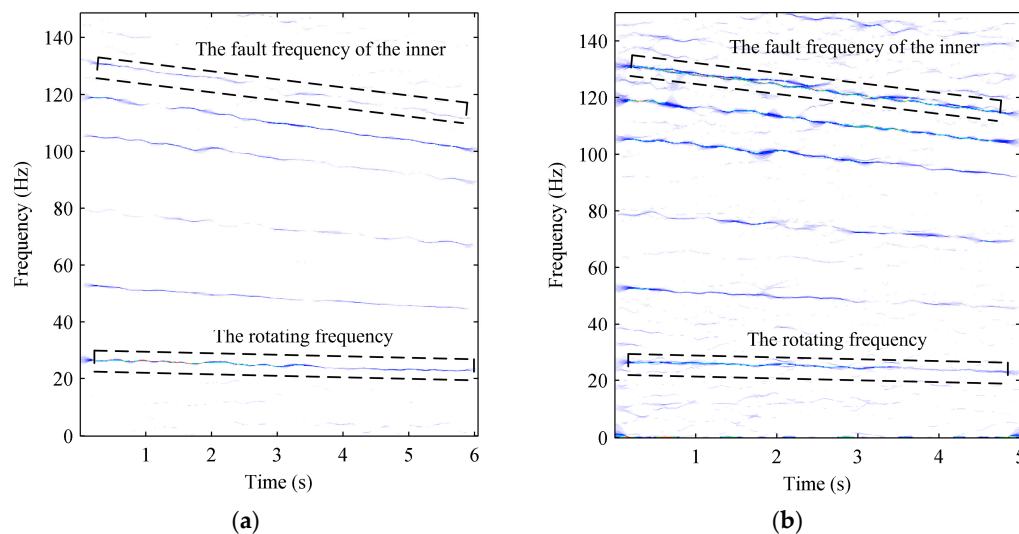 140
120
100
80
60
40
20
0
Frequency (Hz)
The fault frequency of the inner
The rotating frequency
1 2 3 4 5 6
Time (s)
(a)
140
120
100
80
60
40
20
0
Frequency (Hz)
The fault frequency of the inner
The rotating frequency
1 2 3 4 5
Time (s)
(b)